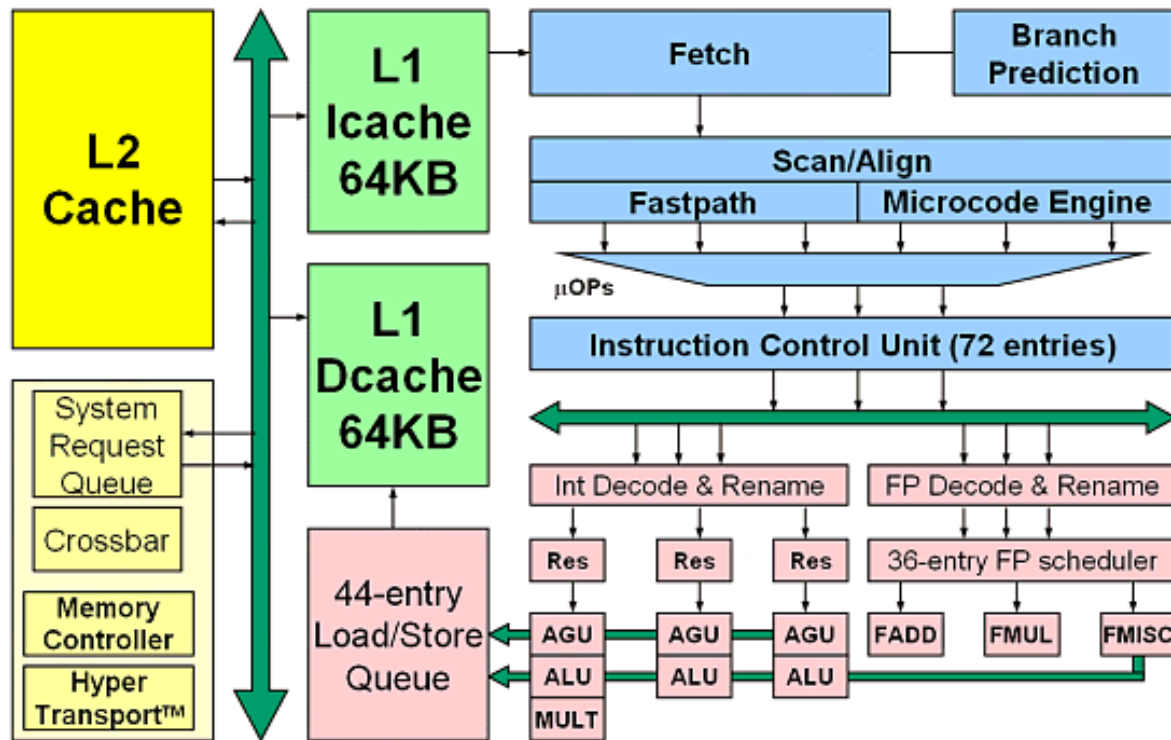 L2
Cache
L1
Icache
64KB
Fetch
Branch
Prediction
Scan/Align
Fastpath
Microcode Engine
μOPs
L1
Dcache
64KB
Instruction Control Unit (72 entries)
System
Request
Queue
Crossbar
Memory
Controller
Hyper
Transport™
Int Decode & Rename
FP Decode & Rename
Res
Res
Res
36-entry FP scheduler
44-entry
Load/Store
Queue
AGU
AGU
AGU
FADD
FMUL
FMISC
ALU
ALU
ALU
MULT